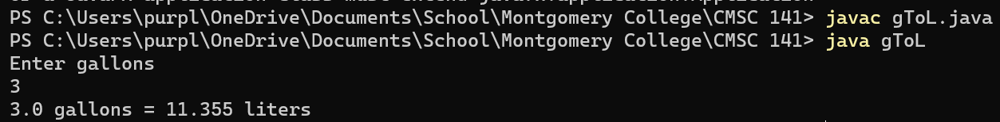 PS C:\Users\purpl\OneDrive\Documents\School\Montgomery College\CMSC 141> javac gToL.java
PS C:\Users\purpl\OneDrive\Documents\School\Montgomery College\CMSC 141> java gToL
Enter gallons
3
3.0 gallons = 11.355 liters